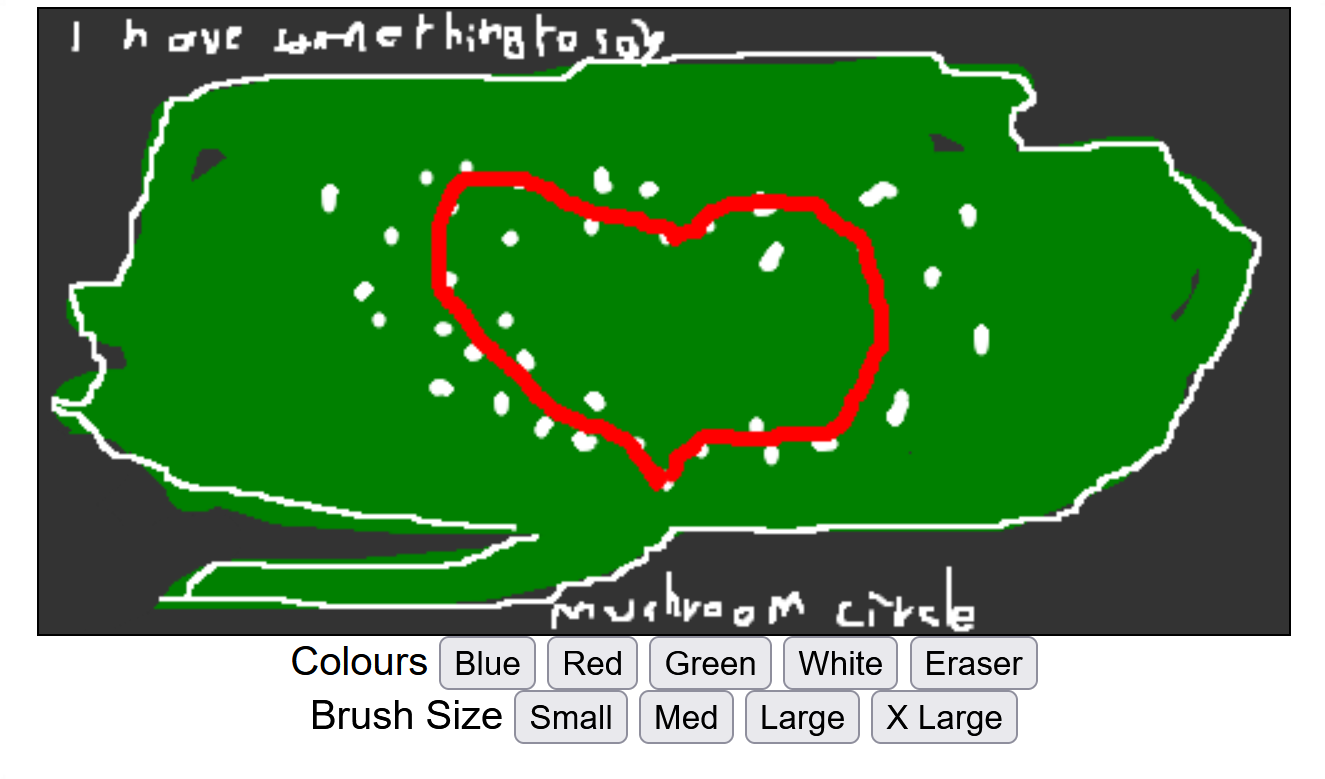 I have something to say
mushroom circle
Colours Blue Red Green White Eraser
Brush Size Small Med Large X Large